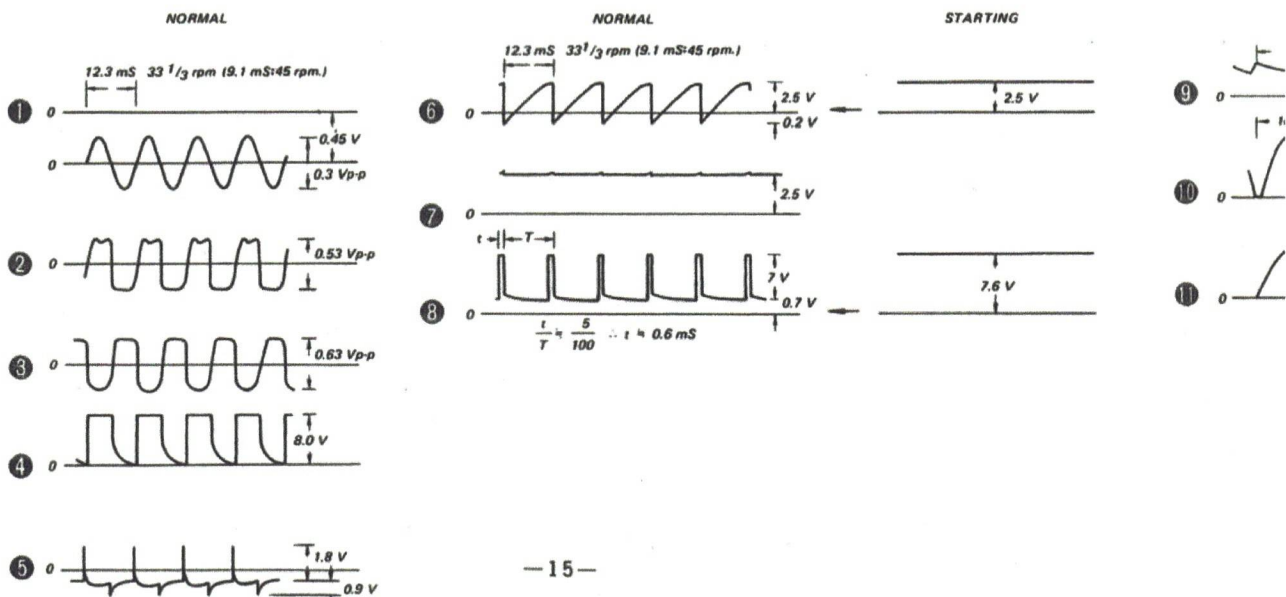 NORMAL
12.3 mS 33 1/3 rpm (9.1 mS:45 rpm.)
1 0
0.45 V
0
0.3 Vp-p
2 0
0.53 Vp-p
3 0
0.63 Vp-p
4 0
8.0 V
5 0
1.8 V
0.9 V
NORMAL
12.3 mS 33 1/3 rpm (9.1 mS:45 rpm.)
6 0
2.5 V
0.2 V
7 0
2.5 V
t T
8 0
7 V
0.7 V
t/T ≒ 5/100 ∴ t ≒ 0.6 mS
STARTING
2.5 V
7.6 V
9 0
10 0
11 0
—15—